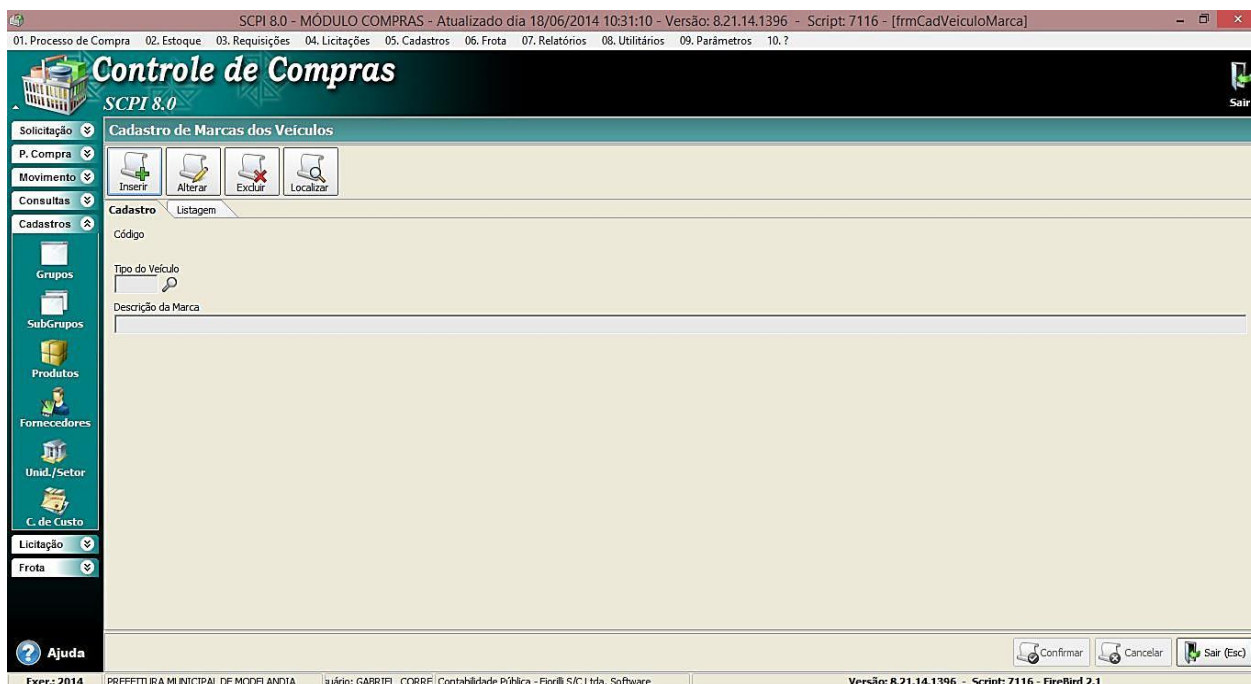 SCPI 8.0 - MÓDULO COMPRAS - Atualizado dia 18/06/2014 10:31:10 - Versão: 8.21.14.1396 - Script: 7116 - [frmCadVeiculoMarca]
01. Processo de Compra 02. Estoque 03. Requisições 04. Licitações 05. Cadastros 06. Frota 07. Relatórios 08. Utilitários 09. Parâmetros 10. ?
Controle de Compras
SCPI 8.0
Sair
Solicitação
P. Compra
Movimento
Consultas
Cadastros
Grupos
SubGrupos
Produtos
Fornecedores
Unid./Setor
C. de Custo
Licitação
Frota
Ajuda
Cadastro de Marcas dos Veículos
Inserir Alterar Excluir Localizar
Cadastro Listagem
Código
Tipo do Veículo
Descrição da Marca
Confirmar Cancelar Sair (Esc)
Exer.: 2014 PREFEITURA MUNICIPAL DE MODELANDIA uário: GABRIEL_CORRE Contabilidade Pública - Fiorilli S/C Ltda. Software Versão: 8.21.14.1396 - Script: 7116 - FireBird 2.1